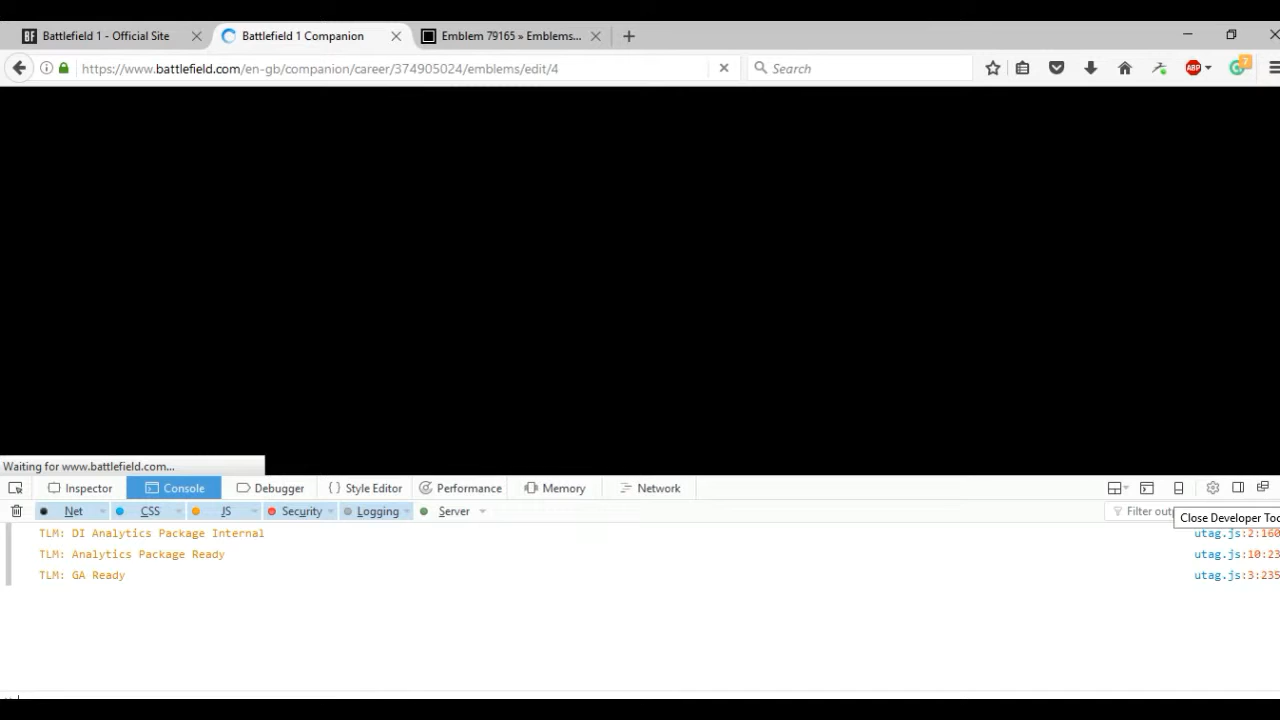 Battlefield 1 - Official Site
Battlefield 1 Companion
Emblem 79165 » Emblems...
https://www.battlefield.com/en-gb/companion/career/374905024/emblems/edit/4
Search
ABP
7
Waiting for www.battlefield.com...
Inspector
Console
Debugger
{ } Style Editor
Performance
Memory
Network
Net
CSS
JS
Security
Logging
Server
Filter out
Close Developer Too
TLM: DI Analytics Package Internal
utag.js:2:160
TLM: Analytics Package Ready
utag.js:10:23
TLM: GA Ready
utag.js:3:235